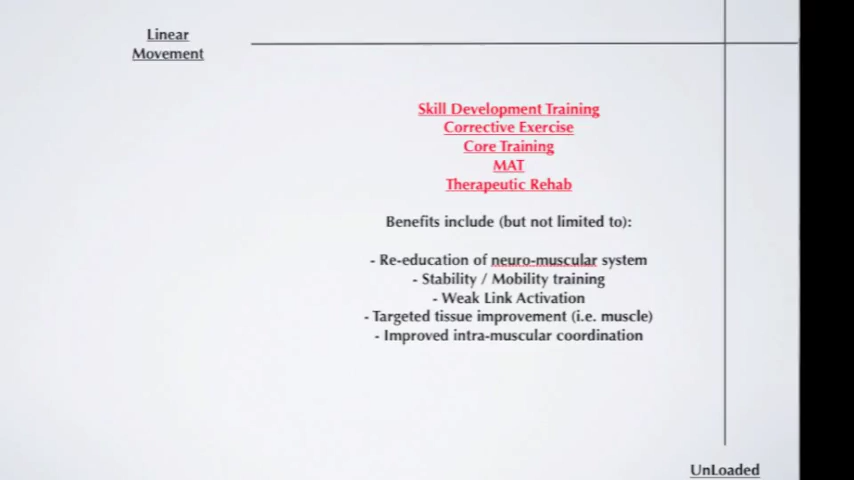 Linear
Movement
Skill Development Training
Corrective Exercise
Core Training
MAT
Therapeutic Rehab
Benefits include (but not limited to):
- Re-education of neuro-muscular system
- Stability / Mobility training
- Weak Link Activation
- Targeted tissue improvement (i.e. muscle)
- Improved intra-muscular coordination
UnLoaded